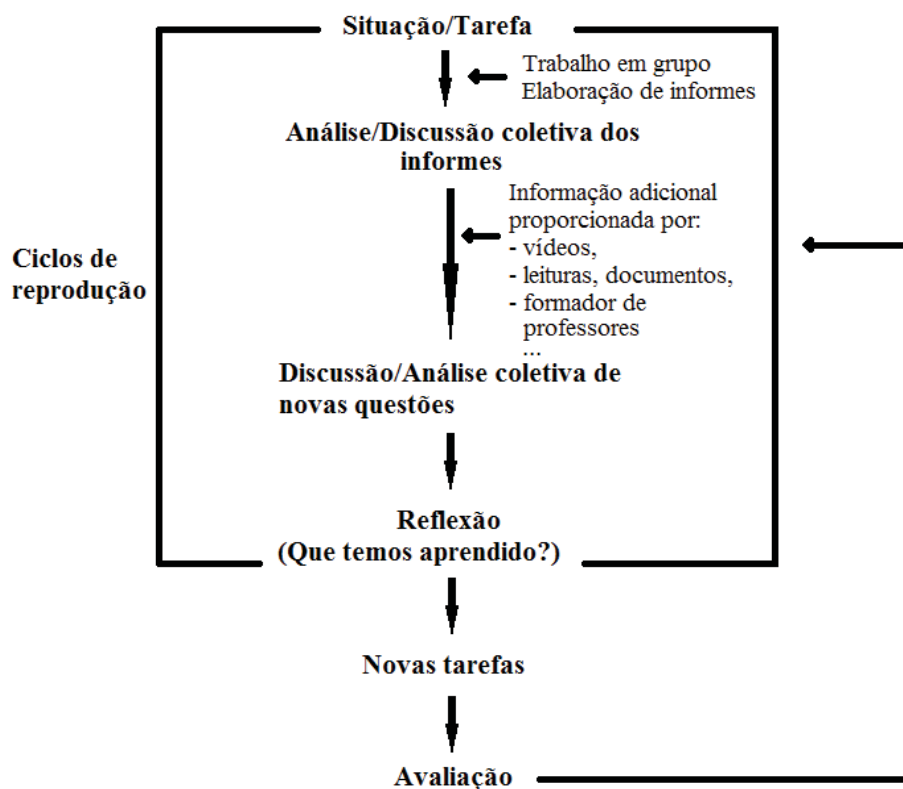 Situação/Tarefa
Trabalho em grupo
Elaboração de informes
Análise/Discussão coletiva dos
informes
Informação adicional
proporcionada por:
- vídeos,
- leituras, documentos,
- formador de
professores
...
Ciclos de
reprodução
Discussão/Análise coletiva de
novas questões
Reflexão
(Que temos aprendido?)
Novas tarefas
Avaliação